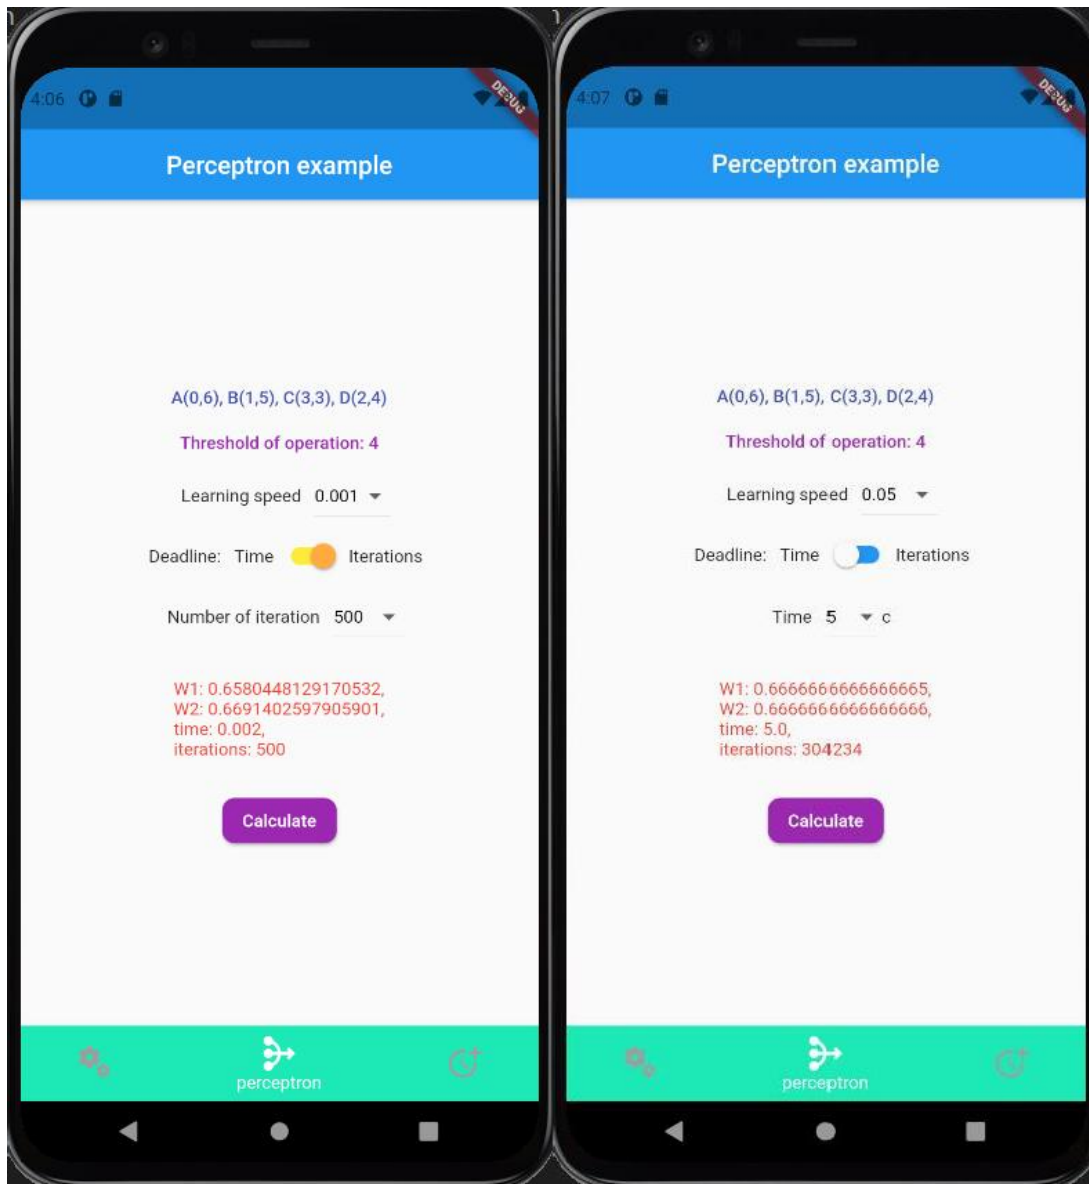 4:06
DEBUG
Perceptron example
A(0,6), B(1,5), C(3,3), D(2,4)
Threshold of operation: 4
Learning speed 0.001
Deadline: Time Iterations
Number of iteration 500
W1: 0.6580448129170532,
W2: 0.6691402597905901,
time: 0.002,
iterations: 500
Calculate
perceptron
4:07
DEBUG
Perceptron example
A(0,6), B(1,5), C(3,3), D(2,4)
Threshold of operation: 4
Learning speed 0.05
Deadline: Time Iterations
Time 5 c
W1: 0.6666666666666665,
W2: 0.6666666666666666,
time: 5.0,
iterations: 304234
Calculate
perceptron